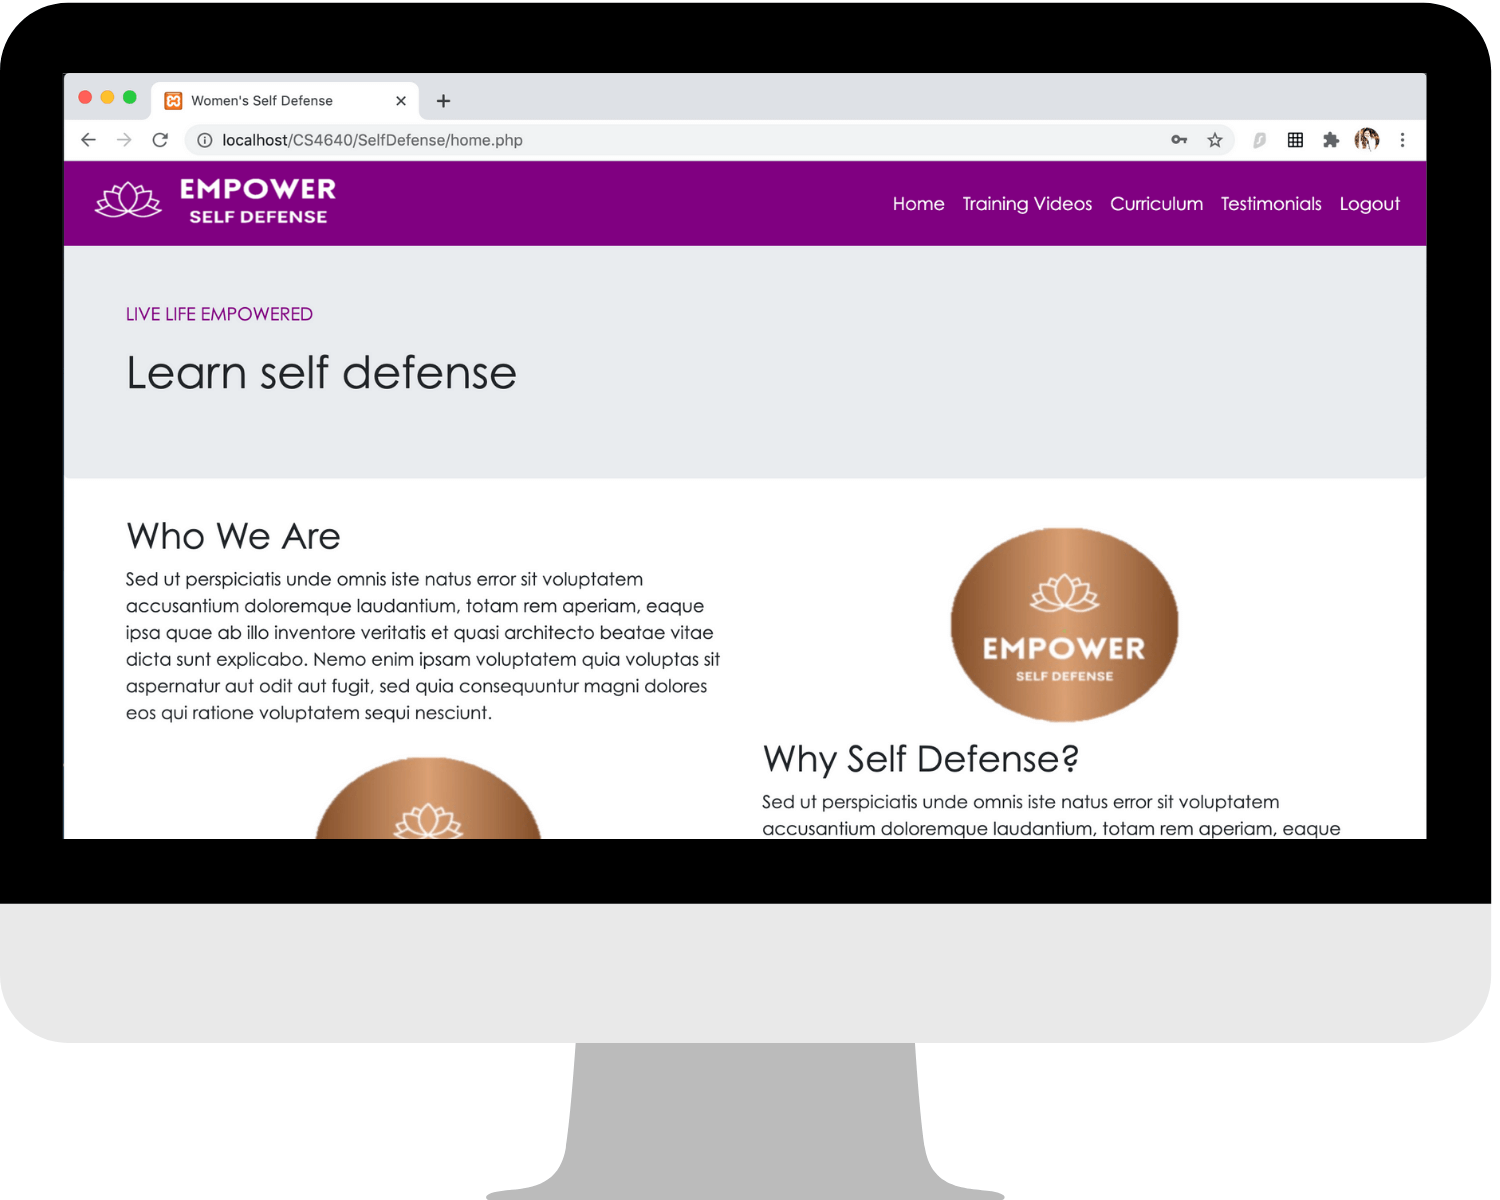 Women's Self Defense
localhost/CS4640/SelfDefense/home.php
EMPOWER
SELF DEFENSE
Home Training Videos Curriculum Testimonials Logout
LIVE LIFE EMPOWERED
Learn self defense
Who We Are
Sed ut perspiciatis unde omnis iste natus error sit voluptatem
accusantium doloremque laudantium, totam rem aperiam, eaque
ipsa quae ab illo inventore veritatis et quasi architecto beatae vitae
dicta sunt explicabo. Nemo enim ipsam voluptatem quia voluptas sit
aspernatur aut odit aut fugit, sed quia consequuntur magni dolores
eos qui ratione voluptatem sequi nesciunt.
EMPOWER
SELF DEFENSE
Why Self Defense?
Sed ut perspiciatis unde omnis iste natus error sit voluptatem
accusantium doloremque laudantium, totam rem aperiam, eaque